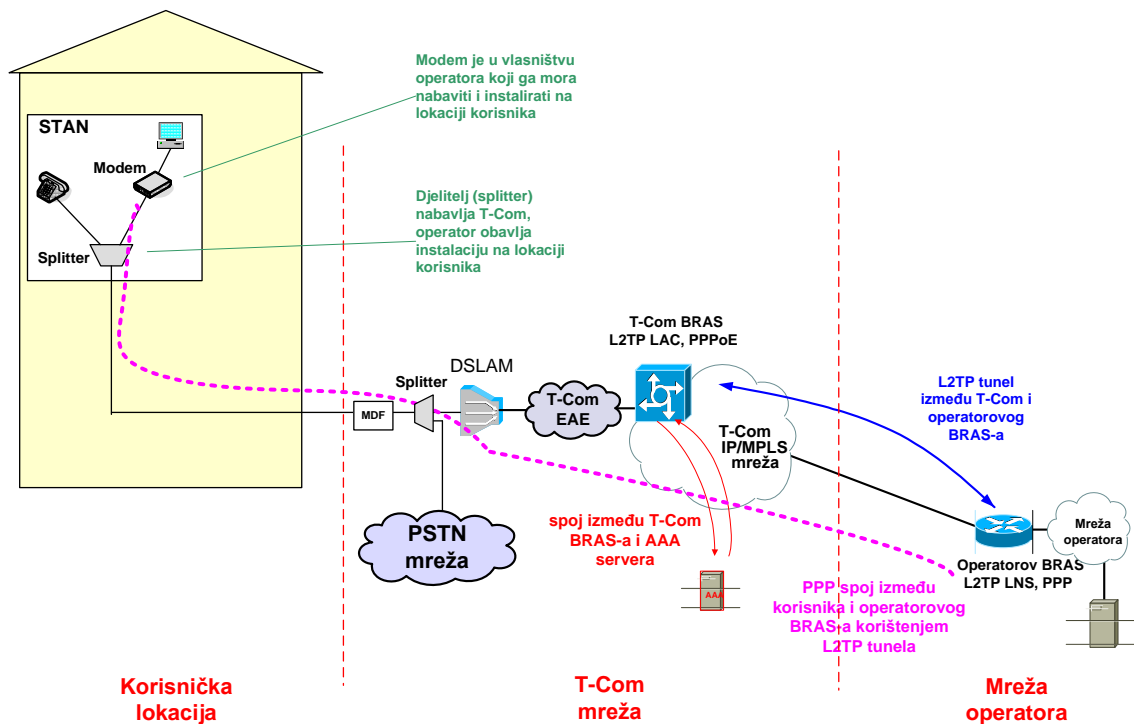 Modem je u vlasništvu
operatora koji ga mora
nabaviti i instalirati na
lokaciji korisnika
STAN
Modem
Djelitelj (splitter)
nabavlja T-Com,
operator obavlja
instalaciju na lokaciji
korisnika
Splitter
T-Com BRAS
L2TP LAC, PPPoE
DSLAM
Splitter
MDF
T-Com
EAE
T-Com
IP/MPLS
mreža
L2TP tunel
između T-Com i
operatorovog
BRAS-a
PSTN
mreža
spoj između T-Com
BRAS-a i AAA
servera
AAA
Mreža
operatora
Operatorov BRAS
L2TP LNS, PPP
PPP spoj između
korisnika i operatorovog
BRAS-a korištenjem
L2TP tunela
Korisnička
lokacija
T-Com
mreža
Mreža
operatora